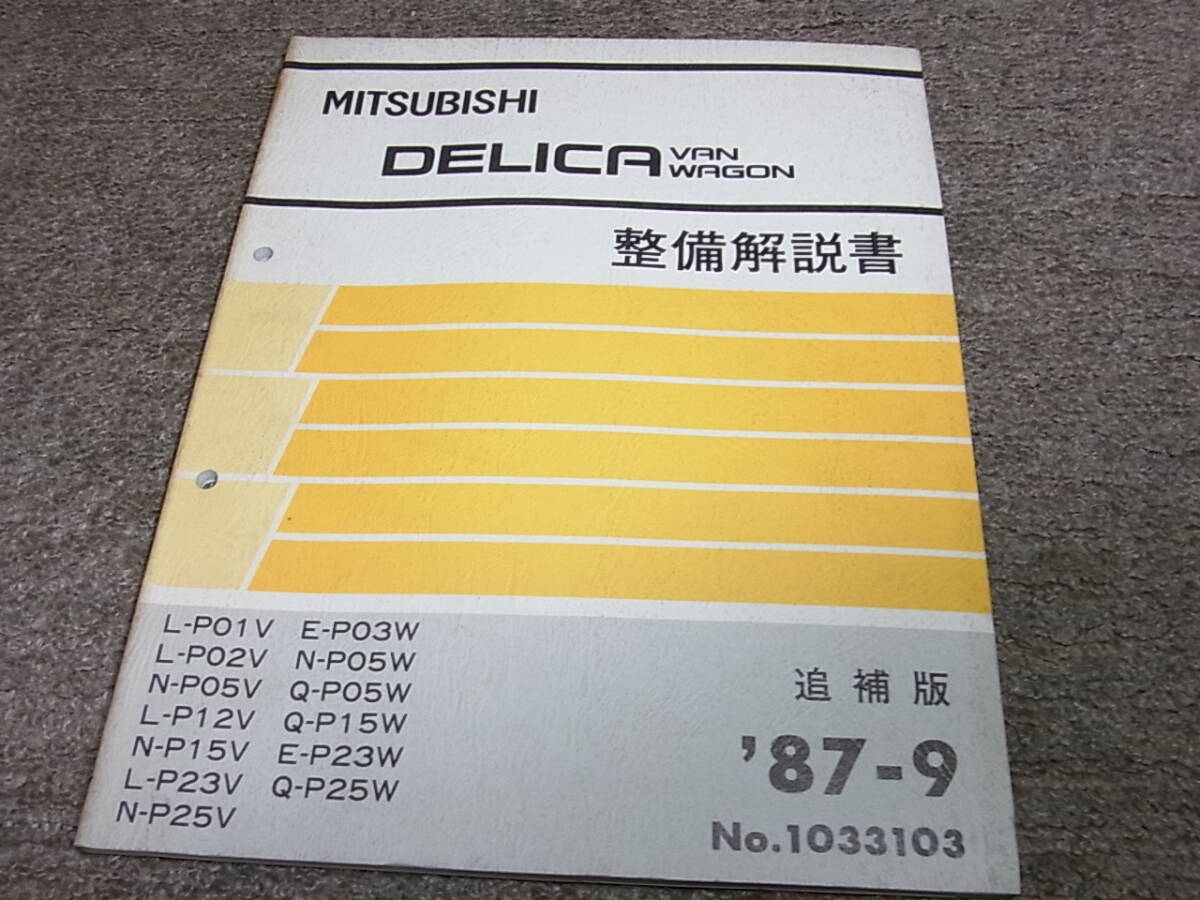 MITSUBISHI
DELICA VAN WAGON
整備解説書
L-P01V E-P03W
L-P02V N-P05W
N-P05V Q-P05W
L-P12V Q-P15W
N-P15V E-P23W
L-P23V Q-P25W
N-P25V
追補版
'87-9
No.1033103